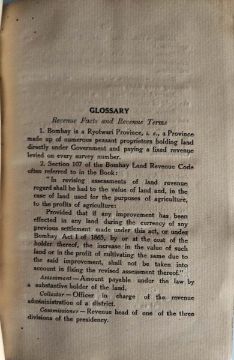 GLOSSARY
Revenue Facts and Revenue Terms
1. Bombay is a Ryotwari Province, i. e., a Province
made up of numerous peasant proprietors holding land
directly under Government and paying a fixed revenue
levied on every survey number.
2. Section 107 of the Bombay Land Revenue Code
often referred to in the Book:
"In revising assessments of land revenue
regard shall be had to the value of land and, in the
case of land used for the purposes of agriculture,
to the profits of agriculture:
Provided that if any improvement has been
effected in any land during the currency of any
previous settlement made under this act, or under
Bombay Act I of 1865, by or at the cost of the
holder thereof, the increase in the value of such
land or in the profit of cultivating the same due to
the said improvement, shall not be taken into
account in fixing the revised assessment thereof."
Assessment—Amount payable under the law by
a substantive holder of the land.
Collector—Officer in charge of the revenue
administration of a district.
Commissioner—Revenue head of one of the three
divisions of the presidency.